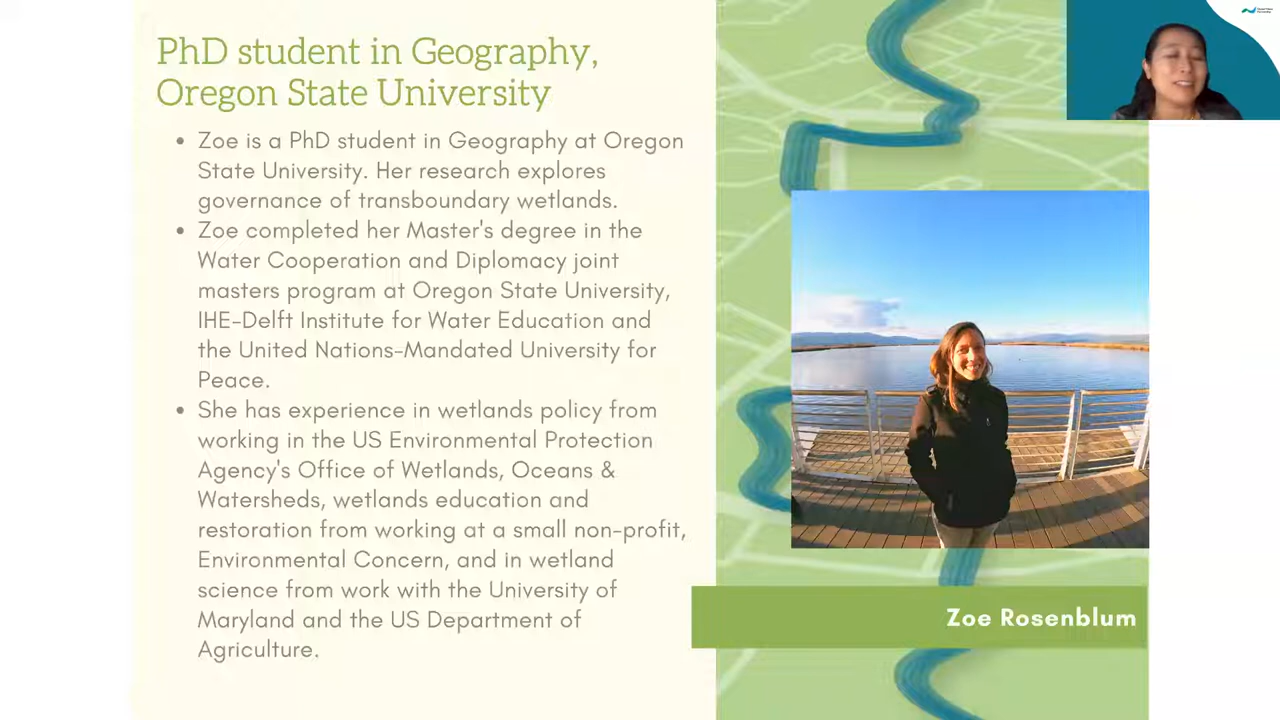 PhD student in Geography,
Oregon State University
• Zoe is a PhD student in Geography at Oregon
State University. Her research explores
governance of transboundary wetlands.
• Zoe completed her Master's degree in the
Water Cooperation and Diplomacy joint
masters program at Oregon State University,
IHE-Delft Institute for Water Education and
the United Nations-Mandated University for
Peace.
• She has experience in wetlands policy from
working in the US Environmental Protection
Agency's Office of Wetlands, Oceans &
Watersheds, wetlands education and
restoration from working at a small non-profit,
Environmental Concern, and in wetland
science from work with the University of
Maryland and the US Department of
Agriculture.
Zoe Rosenblum